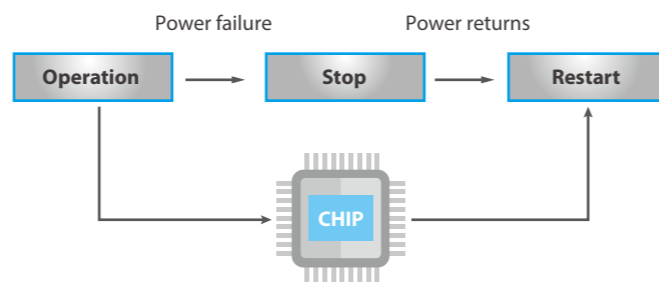 Power failure
Power returns
Operation
Stop
Restart
CHIP